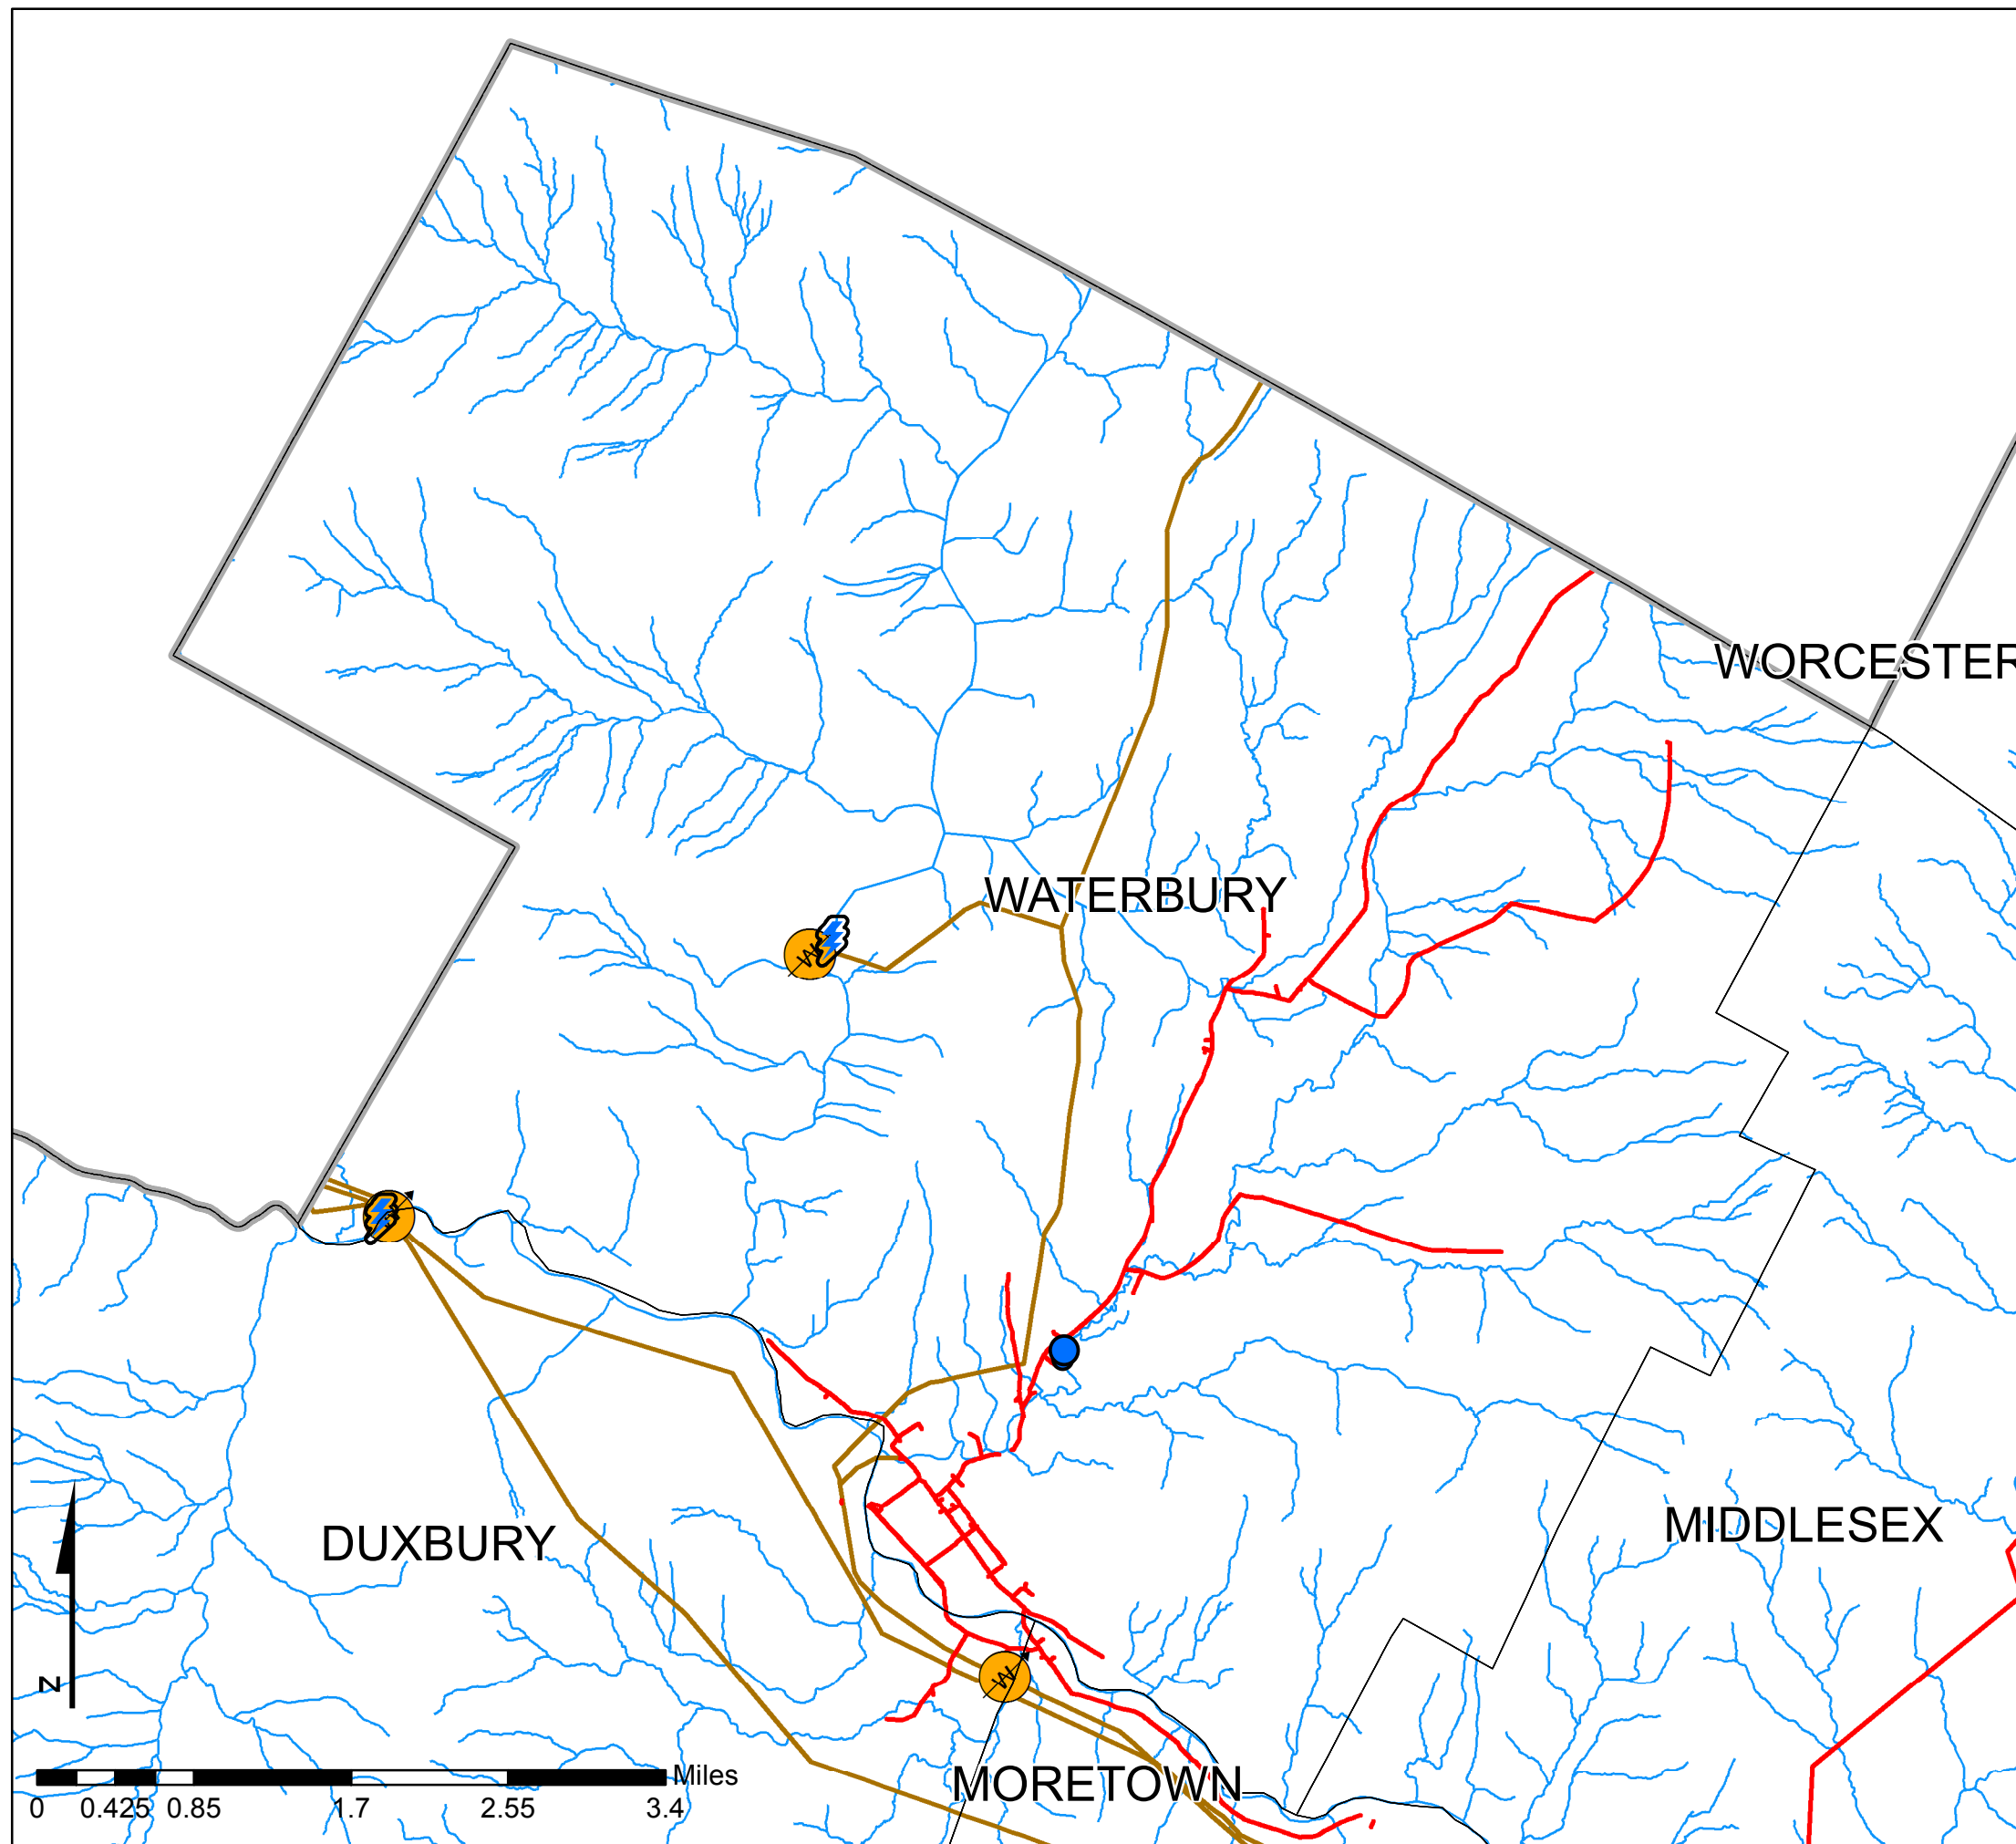 WORCESTER
WATERBURY
W
DUXBURY
MIDDLESEX
W
N
MORETOWN
Miles
0 0.425 0.85 1.7 2.55 3.4